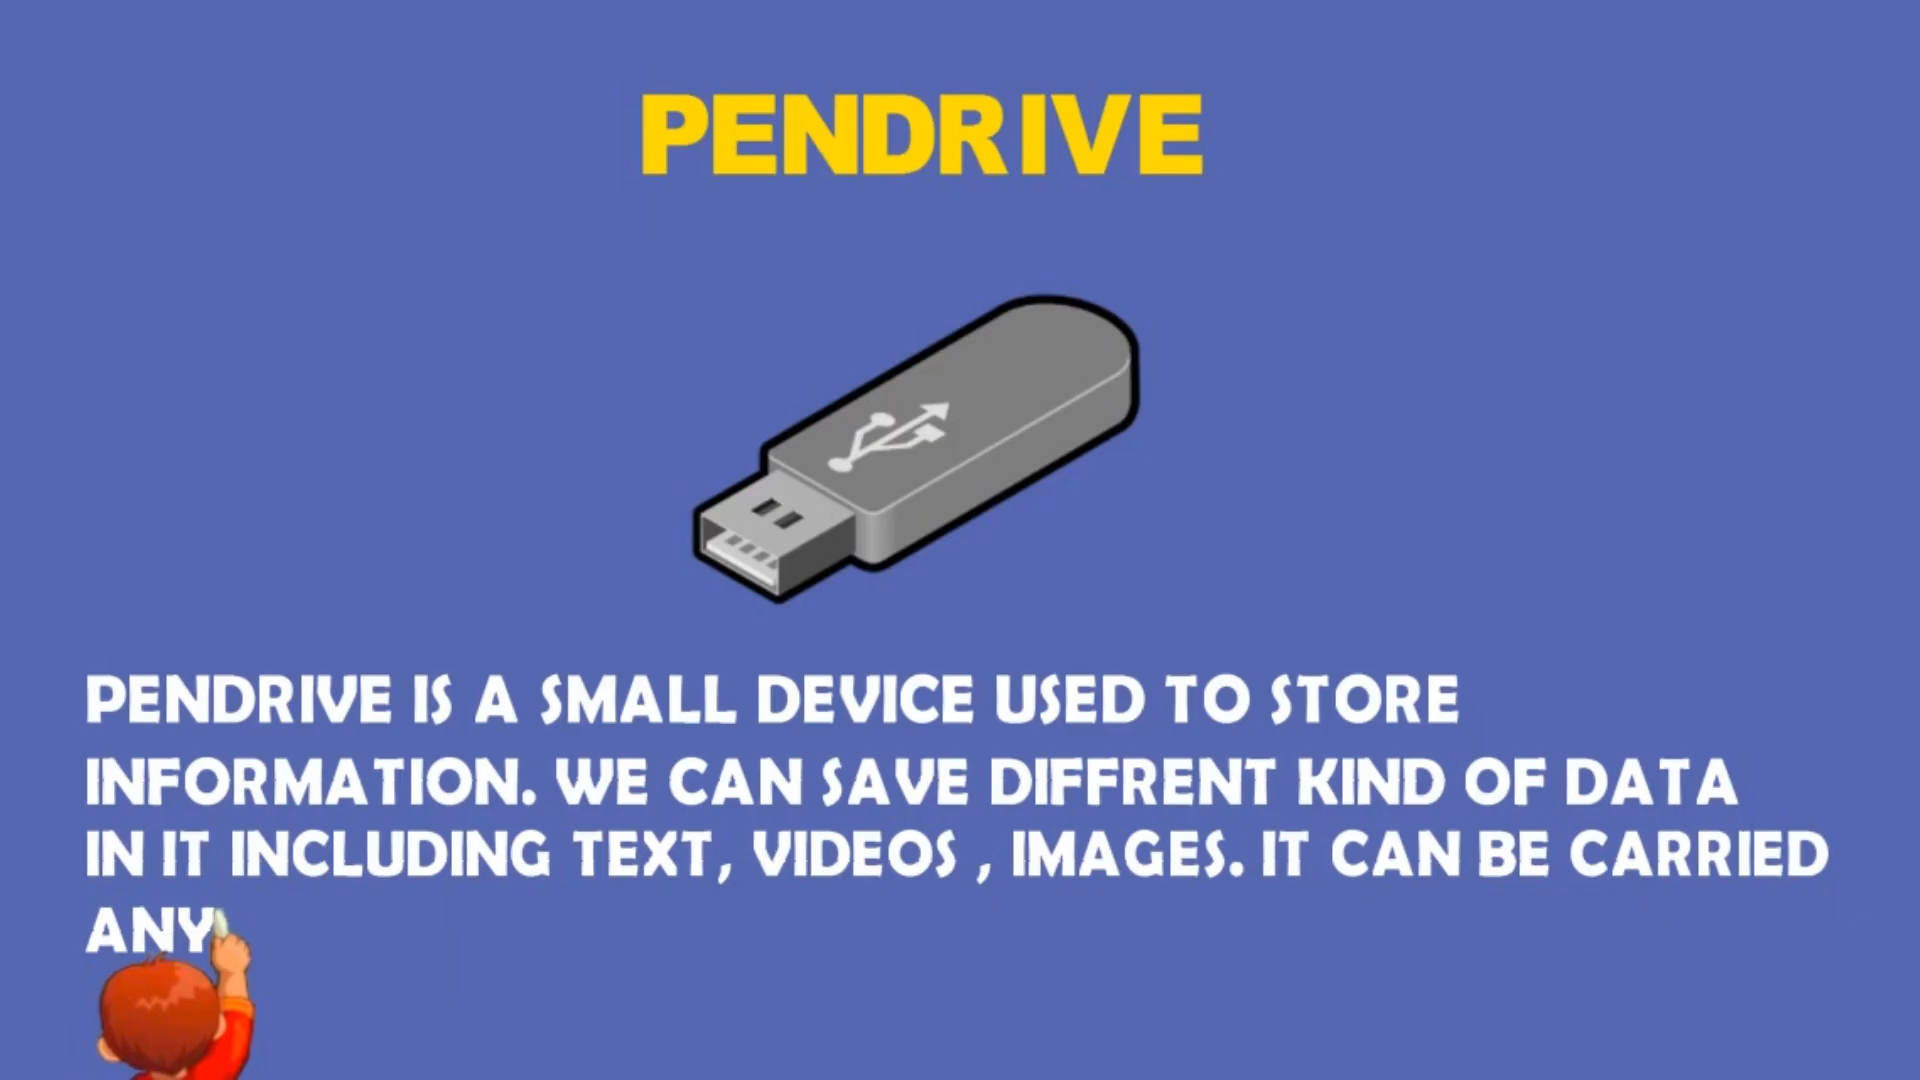 PENDRIVE
PENDRIVE IS A SMALL DEVICE USED TO STORE
INFORMATION. WE CAN SAVE DIFFRENT KIND OF DATA
IN IT INCLUDING TEXT, VIDEOS , IMAGES. IT CAN BE CARRIED
ANY